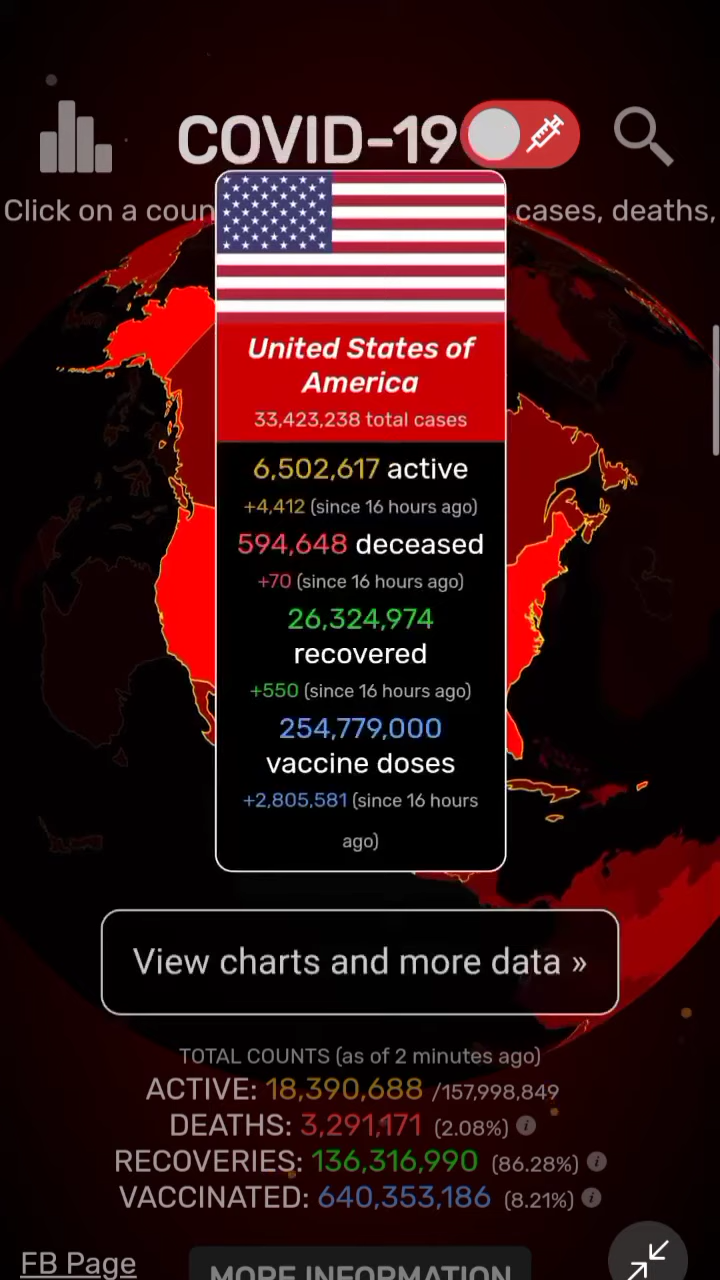 COVID-19
Click on a coun cases, deaths,
United States of
America
33,423,238 total cases
6,502,617 active
+4,412 (since 16 hours ago)
594,648 deceased
+70 (since 16 hours ago)
26,324,974
recovered
+550 (since 16 hours ago)
254,779,000
vaccine doses
+2,805,581 (since 16 hours
ago)
View charts and more data »
TOTAL COUNTS (as of 2 minutes ago)
ACTIVE: 18,390,688 /157,998,849
DEATHS: 3,291,171 (2.08%) i
RECOVERIES: 136,316,990 (86.28%) i
VACCINATED: 640,353,186 (8.21%) i
FB Page
MORE INFORMATION